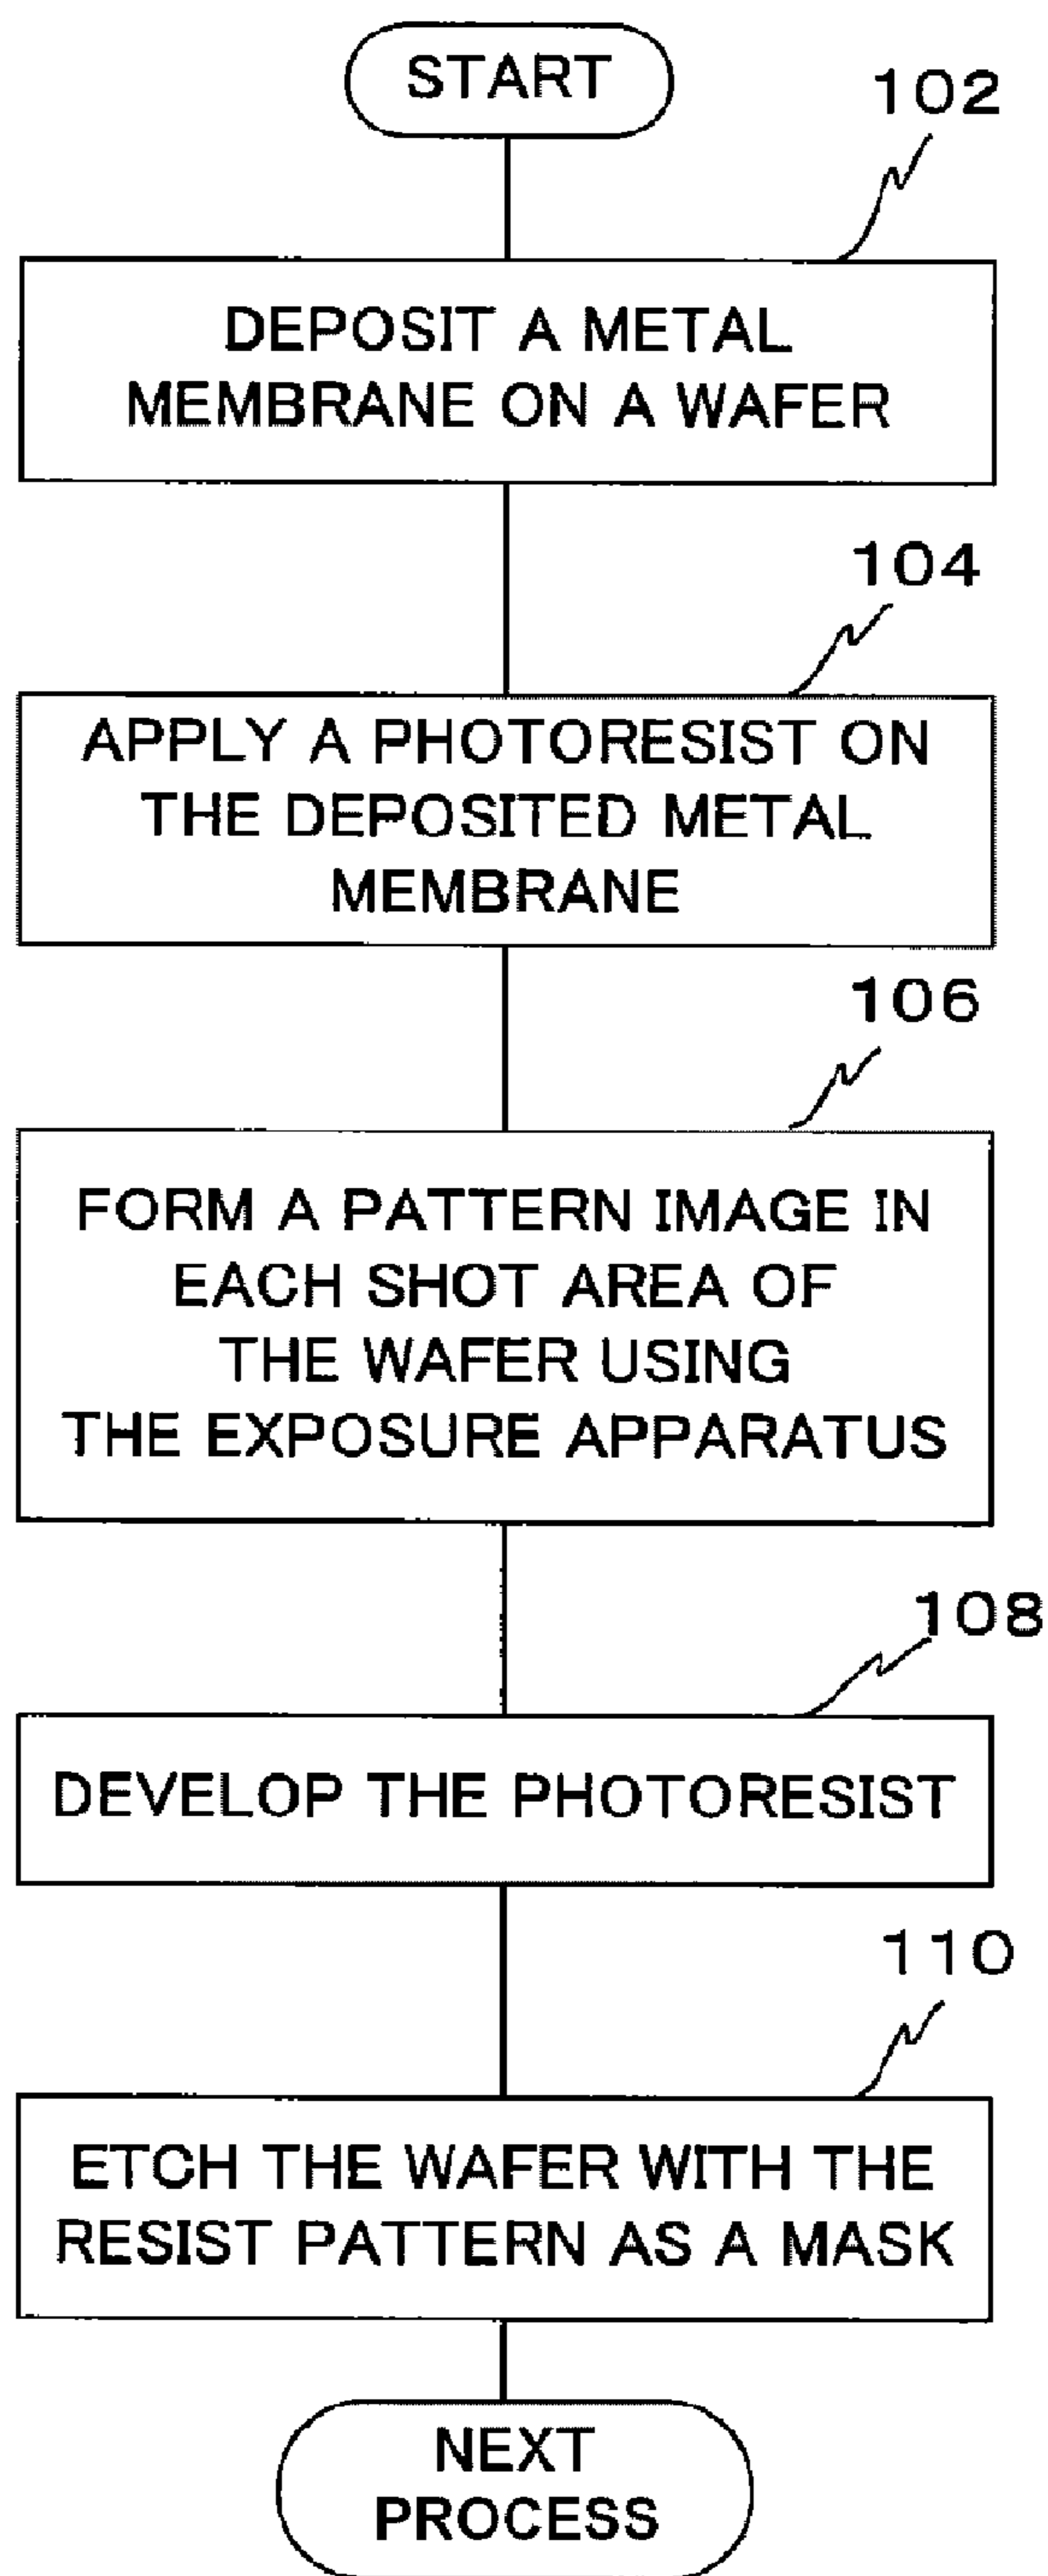 START
102
DEPOSIT A METAL
MEMBRANE ON A WAFER
104
APPLY A PHOTORESIST ON
THE DEPOSITED METAL
MEMBRANE
106
FORM A PATTERN IMAGE IN
EACH SHOT AREA OF
THE WAFER USING
THE EXPOSURE APPARATUS
108
DEVELOP THE PHOTORESIST
110
ETCH THE WAFER WITH THE
RESIST PATTERN AS A MASK
NEXT
PROCESS